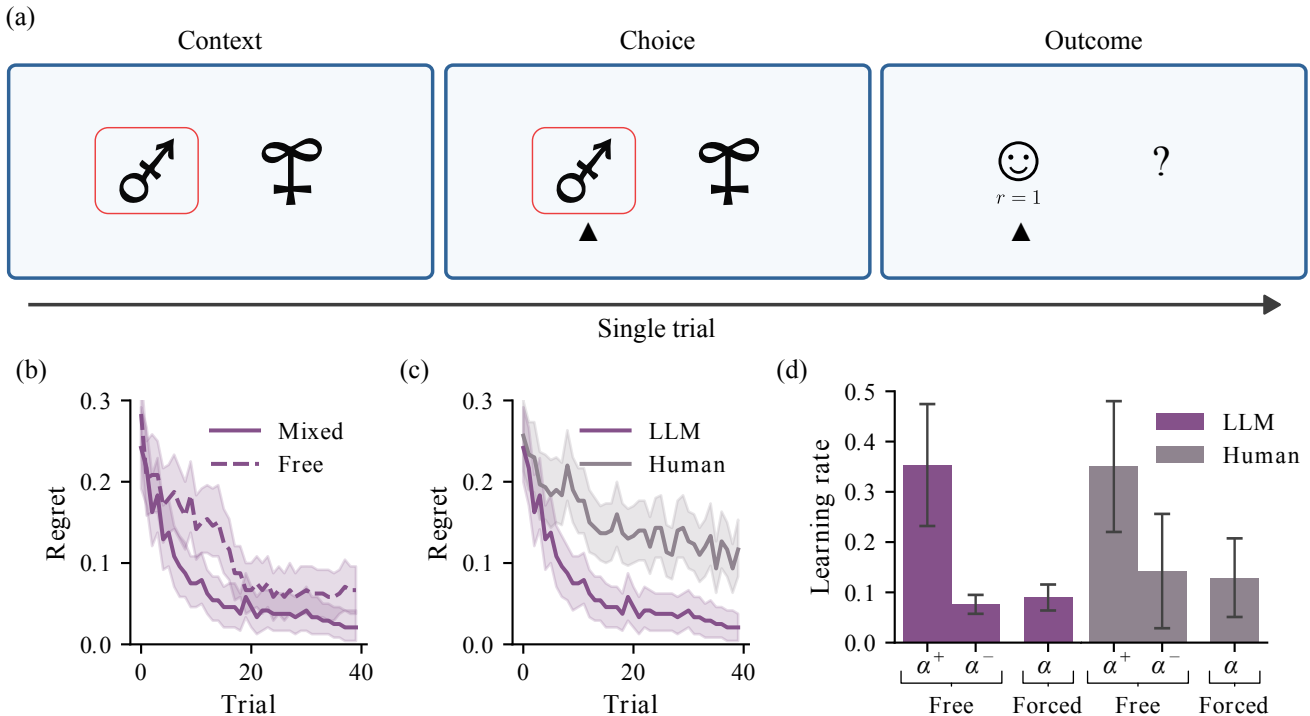 (a)
Context
Choice
Outcome
?
r = 1
Single trial
(b)
0.3
0.2
0.1
0.0
Regret
Mixed
Free
0
20
40
Trial
(c)
0.3
0.2
0.1
0.0
Regret
LLM
Human
0
20
40
Trial
(d)
0.5
0.4
0.3
0.2
0.1
0.0
Learning rate
LLM
Human
α⁺ α⁻ α α⁺ α⁻ α
Free Forced Free Forced